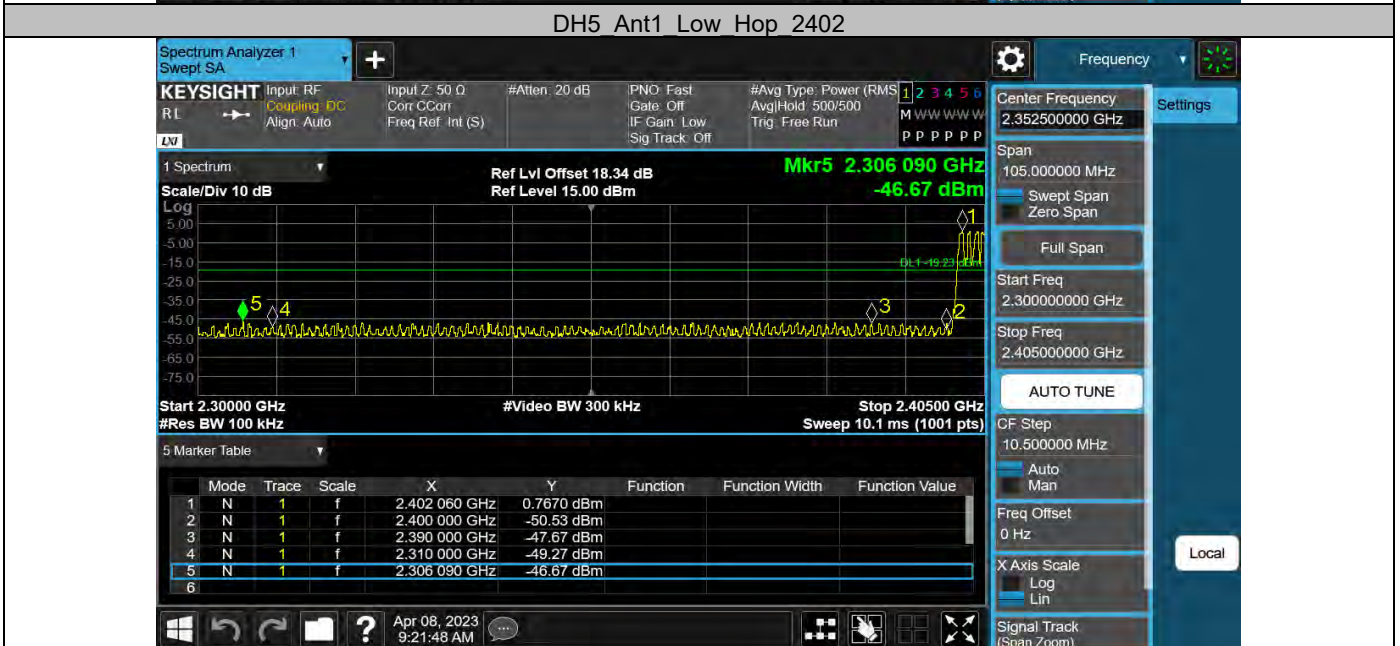 DH5_Ant1_Low_Hop_2402
Spectrum Analyzer 1
Swept SA
Frequency
KEYSIGHT
Input: RF
Coupling: DC
Align: Auto
Input Z: 50 Ω
Corr CCorr
Freq Ref: Int (S)
#Atten: 20 dB
PNO: Fast
Gate: Off
IF Gain: Low
Sig Track: Off
#Avg Type: Power (RMS
Avg|Hold: 500/500
Trig: Free Run
1 2 3 4 5 6
M W W W W W
P P P P P P
RL
LXI
Center Frequency
2.352500000 GHz
Settings
1 Spectrum
Scale/Div 10 dB
Ref Lvl Offset 18.34 dB
Ref Level 15.00 dBm
Mkr5 2.306 090 GHz
-46.67 dBm
Span
105.000000 MHz
Swept Span
Zero Span
Full Span
Log
5.00
-5.00
-15.0
-25.0
-35.0
-45.0
-55.0
-65.0
-75.0
DL1 -19.23 dBm
1
2
3
4
5
Start Freq
2.300000000 GHz
Stop Freq
2.405000000 GHz
AUTO TUNE
Start 2.30000 GHz
#Video BW 300 kHz
Stop 2.40500 GHz
#Res BW 100 kHz
Sweep 10.1 ms (1001 pts)
CF Step
10.500000 MHz
Auto
Man
5 Marker Table
Mode Trace Scale X Y Function Function Width Function Value
1 N 1 f 2.402 060 GHz 0.7670 dBm
2 N 1 f 2.400 000 GHz -50.53 dBm
3 N 1 f 2.390 000 GHz -47.67 dBm
4 N 1 f 2.310 000 GHz -49.27 dBm
5 N 1 f 2.306 090 GHz -46.67 dBm
6
Freq Offset
0 Hz
Local
X Axis Scale
Log
Lin
?
Apr 08, 2023
9:21:48 AM
Signal Track
(Span Zoom)